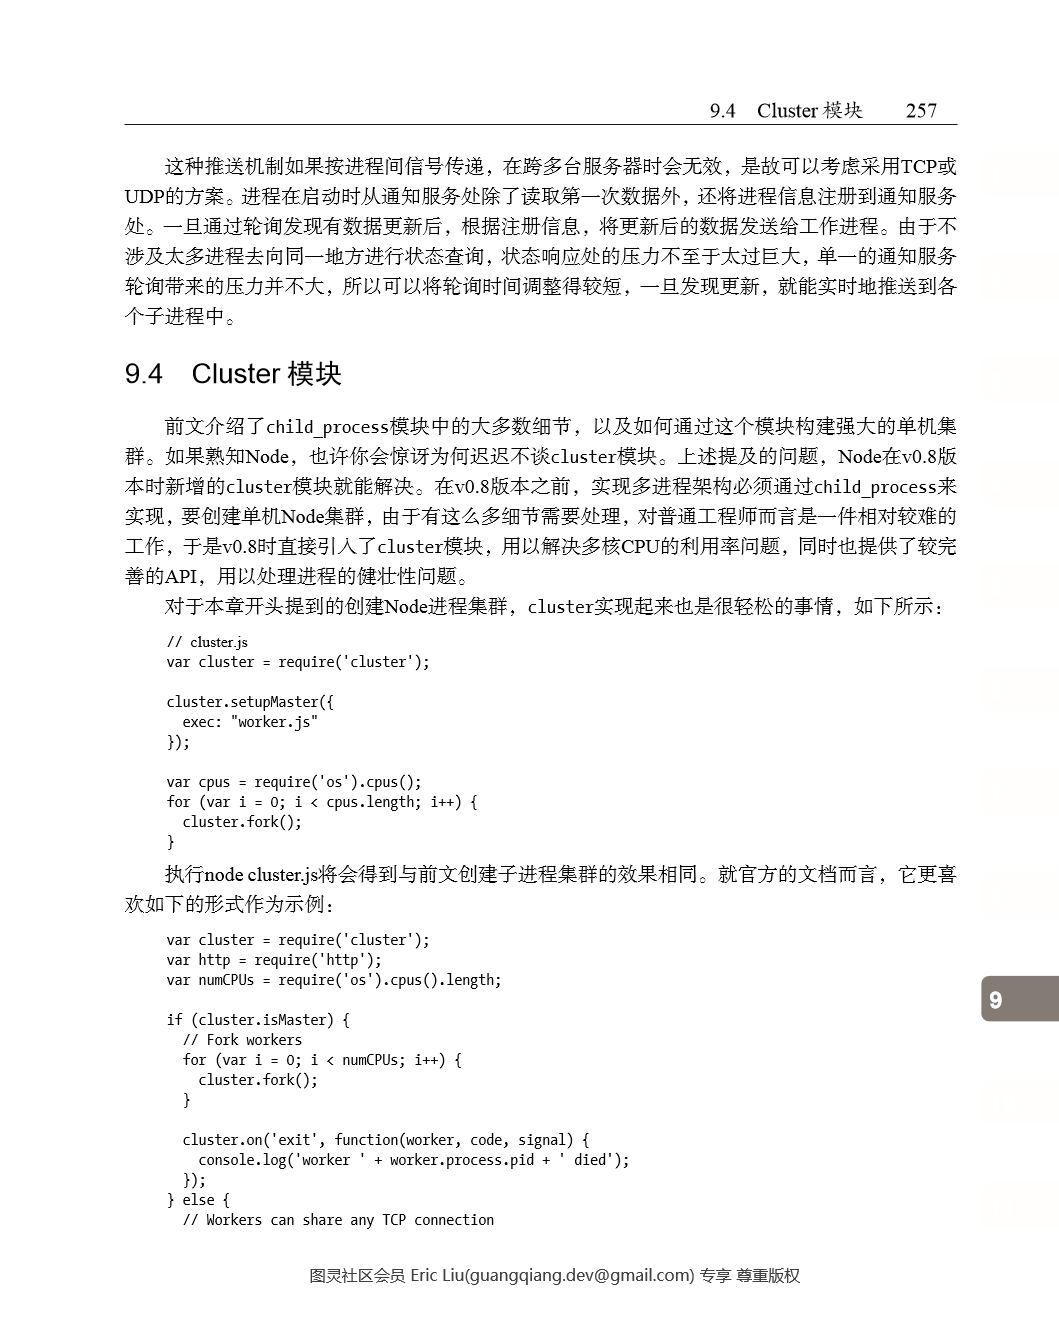 9.4 Cluster 模块 257
这种推送机制如果按进程间信号传递，在跨多台服务器时会无效，是故可以考虑采用TCP或
UDP的方案。进程在启动时从通知服务处除了读取第一次数据外，还将进程信息注册到通知服务
处。一旦通过轮询发现有数据更新后，根据注册信息，将更新后的数据发送给工作进程。由于不
涉及太多进程去向同一地方进行状态查询，状态响应处的压力不至于太过巨大，单一的通知服务
轮询带来的压力并不大，所以可以将轮询时间调整得较短，一旦发现更新，就能实时地推送到各
个子进程中。
9.4 Cluster 模块
前文介绍了child_process模块中的大多数细节，以及如何通过这个模块构建强大的单机集
群。如果熟知Node，也许你会惊讶为何迟迟不谈cluster模块。上述提及的问题，Node在v0.8版
本时新增的cluster模块就能解决。在v0.8版本之前，实现多进程架构必须通过child_process来
实现，要创建单机Node集群，由于有这么多细节需要处理，对普通工程师而言是一件相对较难的
工作，于是v0.8时直接引入了cluster模块，用以解决多核CPU的利用率问题，同时也提供了较完
善的API，用以处理进程的健壮性问题。
对于本章开头提到的创建Node进程集群，cluster实现起来也是很轻松的事情，如下所示：
// cluster.js
var cluster = require('cluster');
cluster.setupMaster({
exec: "worker.js"
});
var cpus = require('os').cpus();
for (var i = 0; i < cpus.length; i++) {
cluster.fork();
}
执行node cluster.js将会得到与前文创建子进程集群的效果相同。就官方的文档而言，它更喜
欢如下的形式作为示例：
var cluster = require('cluster');
var http = require('http');
var numCPUs = require('os').cpus().length;
9
if (cluster.isMaster) {
// Fork workers
for (var i = 0; i < numCPUs; i++) {
cluster.fork();
}
cluster.on('exit', function(worker, code, signal) {
console.log('worker ' + worker.process.pid + ' died');
});
} else {
// Workers can share any TCP connection
图灵社区会员 Eric Liu(guangqiang.dev@gmail.com) 专享 尊重版权